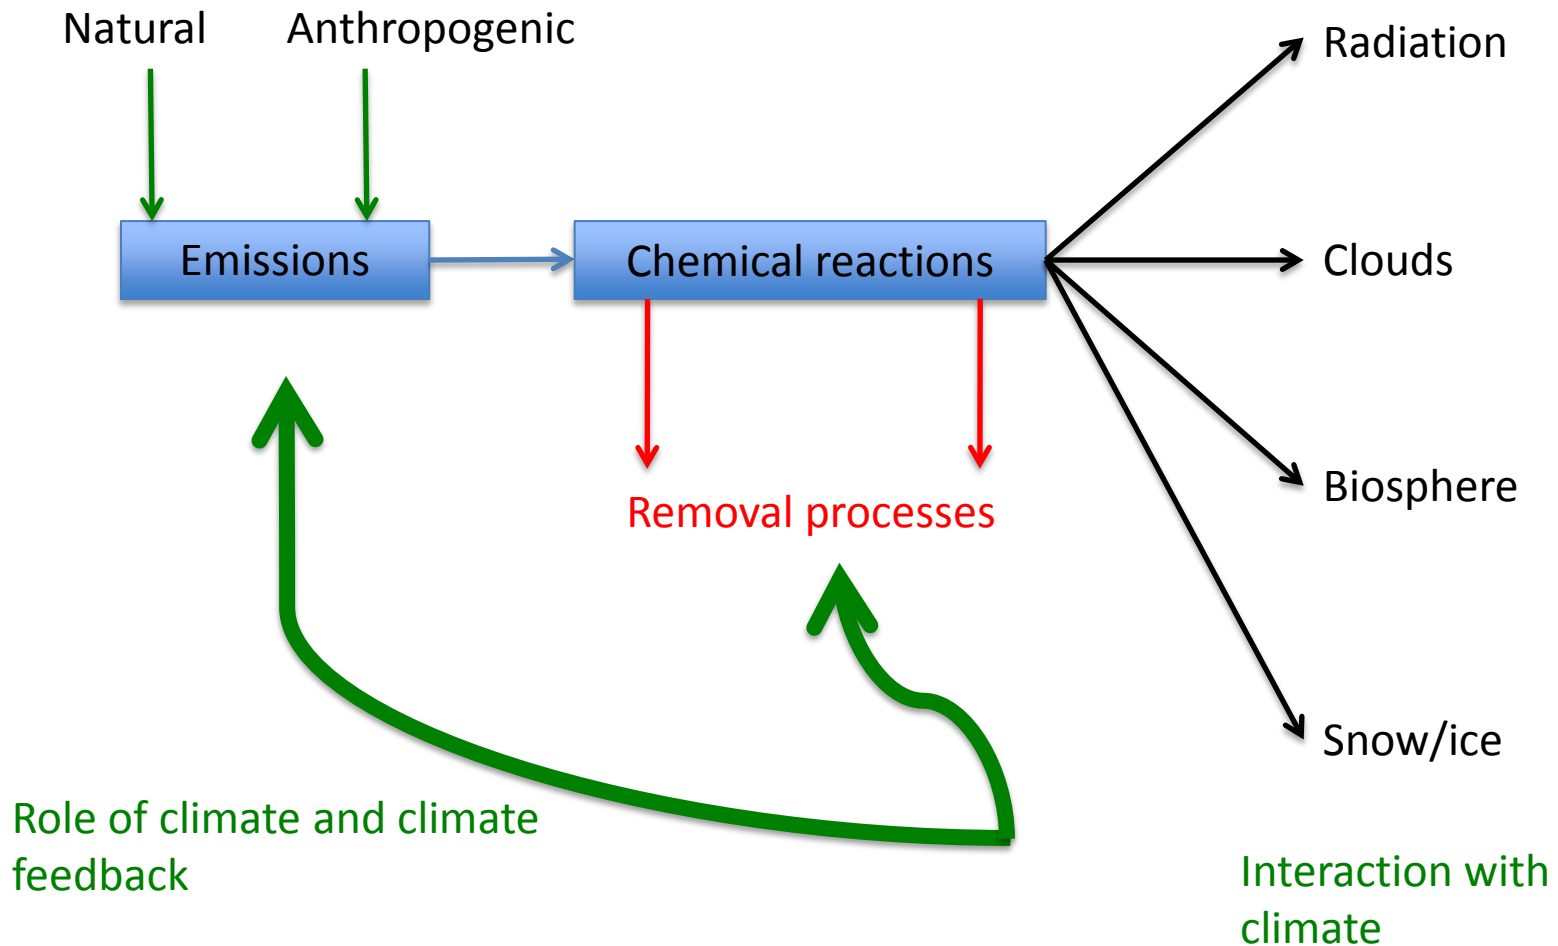 Natural
Anthropogenic
Radiation
Emissions
Chemical reactions
Clouds
Biosphere
Removal processes
Snow/ice
Role of climate and climate
feedback
Interaction with
climate